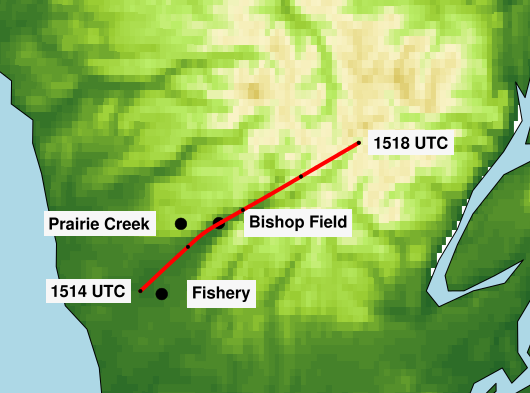 1518 UTC
Prairie Creek
Bishop Field
1514 UTC
Fishery